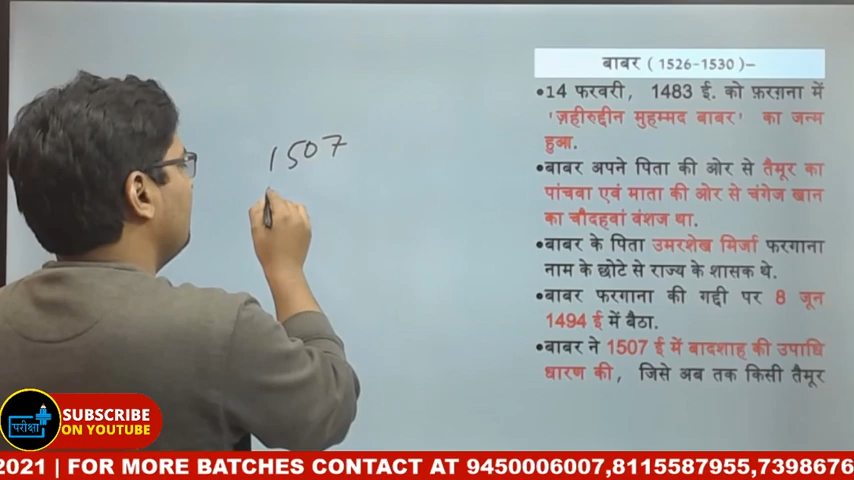 बाबर ( 1526-1530 )–
•14 फरवरी, 1483 ई. को फ़रग़ना में
'ज़हीरुद्दीन मुहम्मद बाबर' का जन्म
हुआ.
•बाबर अपने पिता की ओर से तैमूर का
पांचवा एवं माता की ओर से चंगेज खान
का चौदहवां वंशज था.
•बाबर के पिता उमरशेख मिर्जा फरगाना
नाम के छोटे से राज्य के शासक थे.
•बाबर फरगाना की गद्दी पर 8 जून
1494 ई में बैठा.
•बाबर ने 1507 ई में बादशाह की उपाधि
धारण की, जिसे अब तक किसी तैमूर
1507
परीक्षा
SUBSCRIBE
ON YOUTUBE
2021 | FOR MORE BATCHES CONTACT AT 9450006007,8115587955,7398676